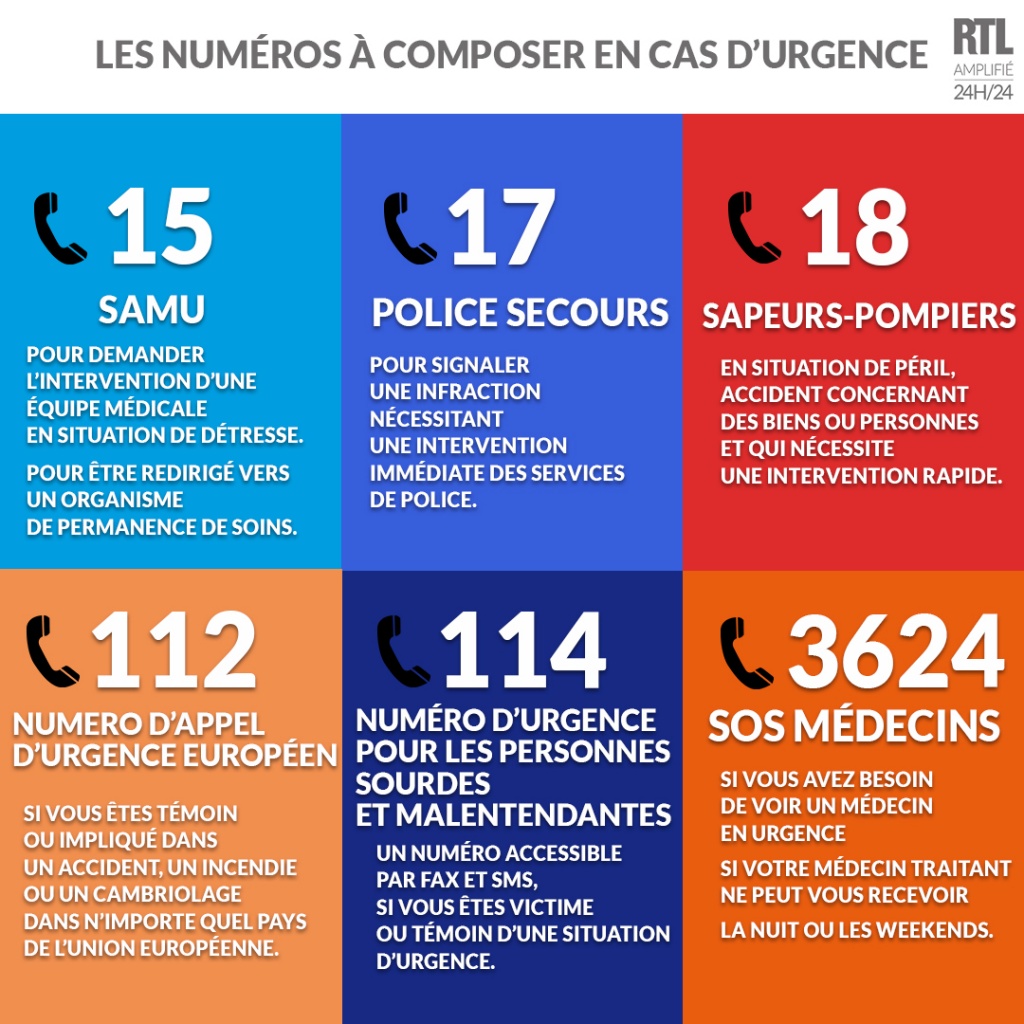 LES NUMÉROS À COMPOSER EN CAS D'URGENCE
RTL
AMPLIFIÉ
24H/24
15
SAMU
POUR DEMANDER
L'INTERVENTION D'UNE
ÉQUIPE MÉDICALE
EN SITUATION DE DÉTRESSE.
POUR ÊTRE REDIRIGÉ VERS
UN ORGANISME
DE PERMANENCE DE SOINS.
17
POLICE SECOURS
POUR SIGNALER
UNE INFRACTION
NÉCESSITANT
UNE INTERVENTION
IMMÉDIATE DES SERVICES
DE POLICE.
18
SAPEURS-POMPIERS
EN SITUATION DE PÉRIL,
ACCIDENT CONCERNANT
DES BIENS OU PERSONNES
ET QUI NÉCESSITE
UNE INTERVENTION RAPIDE.
112
NUMERO D'APPEL
D'URGENCE EUROPÉEN
SI VOUS ÊTES TÉMOIN
OU IMPLIQUÉ DANS
UN ACCIDENT, UN INCENDIE
OU UN CAMBRIOLAGE
DANS N'IMPORTE QUEL PAYS
DE L'UNION EUROPÉENNE.
114
NUMÉRO D'URGENCE
POUR LES PERSONNES
SOURDES
ET MALENTENDANTES
UN NUMÉRO ACCESSIBLE
PAR FAX ET SMS,
SI VOUS ÊTES VICTIME
OU TÉMOIN D'UNE SITUATION
D'URGENCE.
3624
SOS MÉDECINS
SI VOUS AVEZ BESOIN
DE VOIR UN MÉDECIN
EN URGENCE
SI VOTRE MÉDECIN TRAITANT
NE PEUT VOUS RECEVOIR
LA NUIT OU LES WEEKENDS.